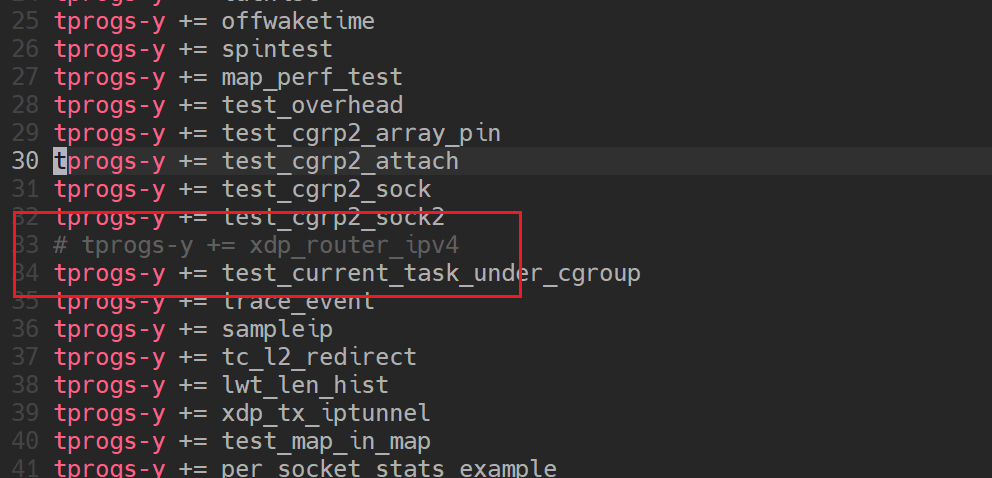 25 tprogs-y += offwaketime
26 tprogs-y += spintest
27 tprogs-y += map_perf_test
28 tprogs-y += test_overhead
29 tprogs-y += test_cgrp2_array_pin
30 tprogs-y += test_cgrp2_attach
31 tprogs-y += test_cgrp2_sock
32 tprogs-y += test_cgrp2_sock2
33 # tprogs-y += xdp_router_ipv4
34 tprogs-y += test_current_task_under_cgroup
35 tprogs-y += trace_event
36 tprogs-y += sampleip
37 tprogs-y += tc_l2_redirect
38 tprogs-y += lwt_len_hist
39 tprogs-y += xdp_tx_iptunnel
40 tprogs-y += test_map_in_map
41 tprogs-y += per_socket_stats_example